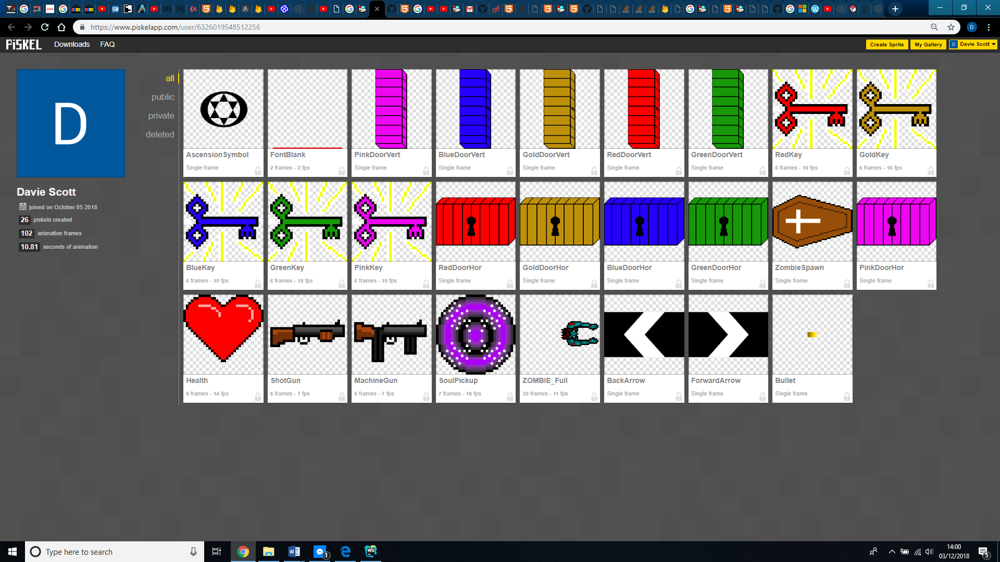 https://www.piskelapp.com/user/6326019548512256
D
PiSKEL
Downloads
FAQ
Create Sprite
My Gallery
D
Davie Scott
D
all
public
private
deleted
Davie Scott
joined on October 05 2018
26 piskels created
102 animation frames
10.81 seconds of animation
AscensionSymbol
Single frame
FontBlank
2 frames - 2 fps
PinkDoorVert
Single frame
BlueDoorVert
Single frame
GoldDoorVert
Single frame
RedDoorVert
Single frame
GreenDoorVert
Single frame
RedKey
6 frames - 10 fps
GoldKey
6 frames - 10 fps
BlueKey
6 frames - 10 fps
GreenKey
6 frames - 10 fps
PinkKey
6 frames - 10 fps
RedDoorHor
Single frame
GoldDoorHor
Single frame
BlueDoorHor
Single frame
GreenDoorHor
Single frame
ZombieSpawn
Single frame
PinkDoorHor
Single frame
Health
6 frames - 14 fps
ShotGun
6 frames - 7 fps
MachineGun
6 frames - 7 fps
SoulPickup
7 frames - 18 fps
ZOMBIE_Full
30 frames - 11 fps
BackArrow
Single frame
ForwardArrow
Single frame
Bullet
Single frame
Type here to search
1
WS
14:00
03/12/2018
5